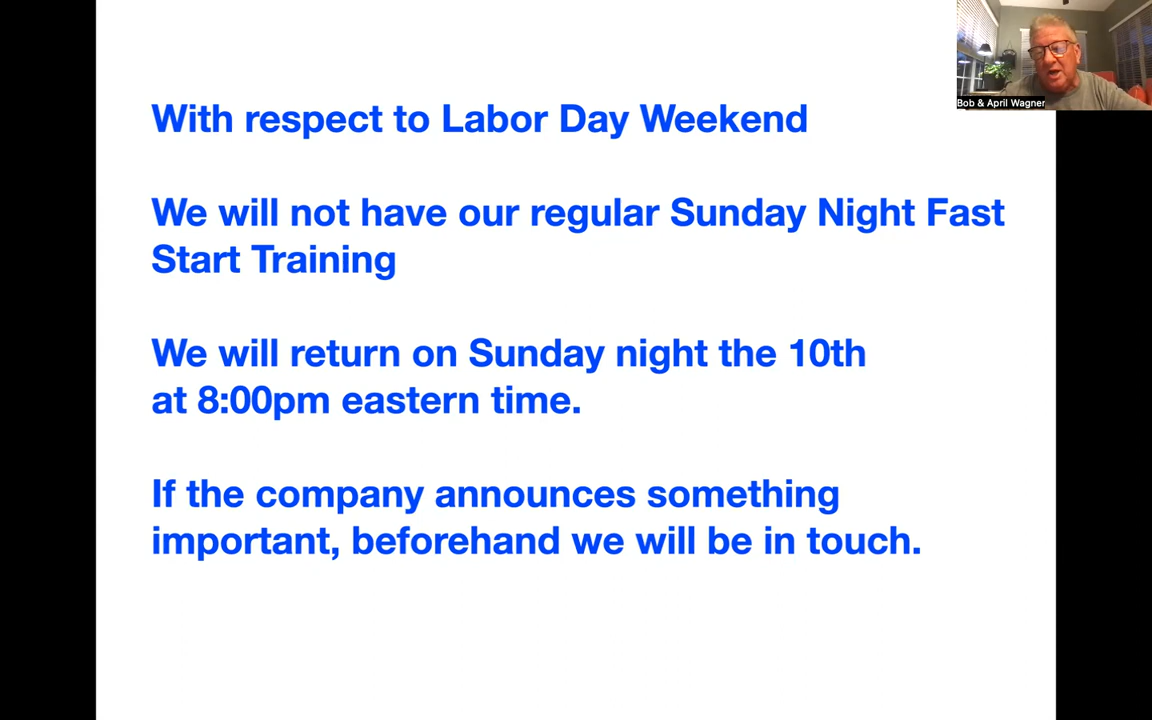 With respect to Labor Day Weekend
We will not have our regular Sunday Night Fast
Start Training
We will return on Sunday night the 10th
at 8:00pm eastern time.
If the company announces something
important, beforehand we will be in touch.
Bob & April Wagner